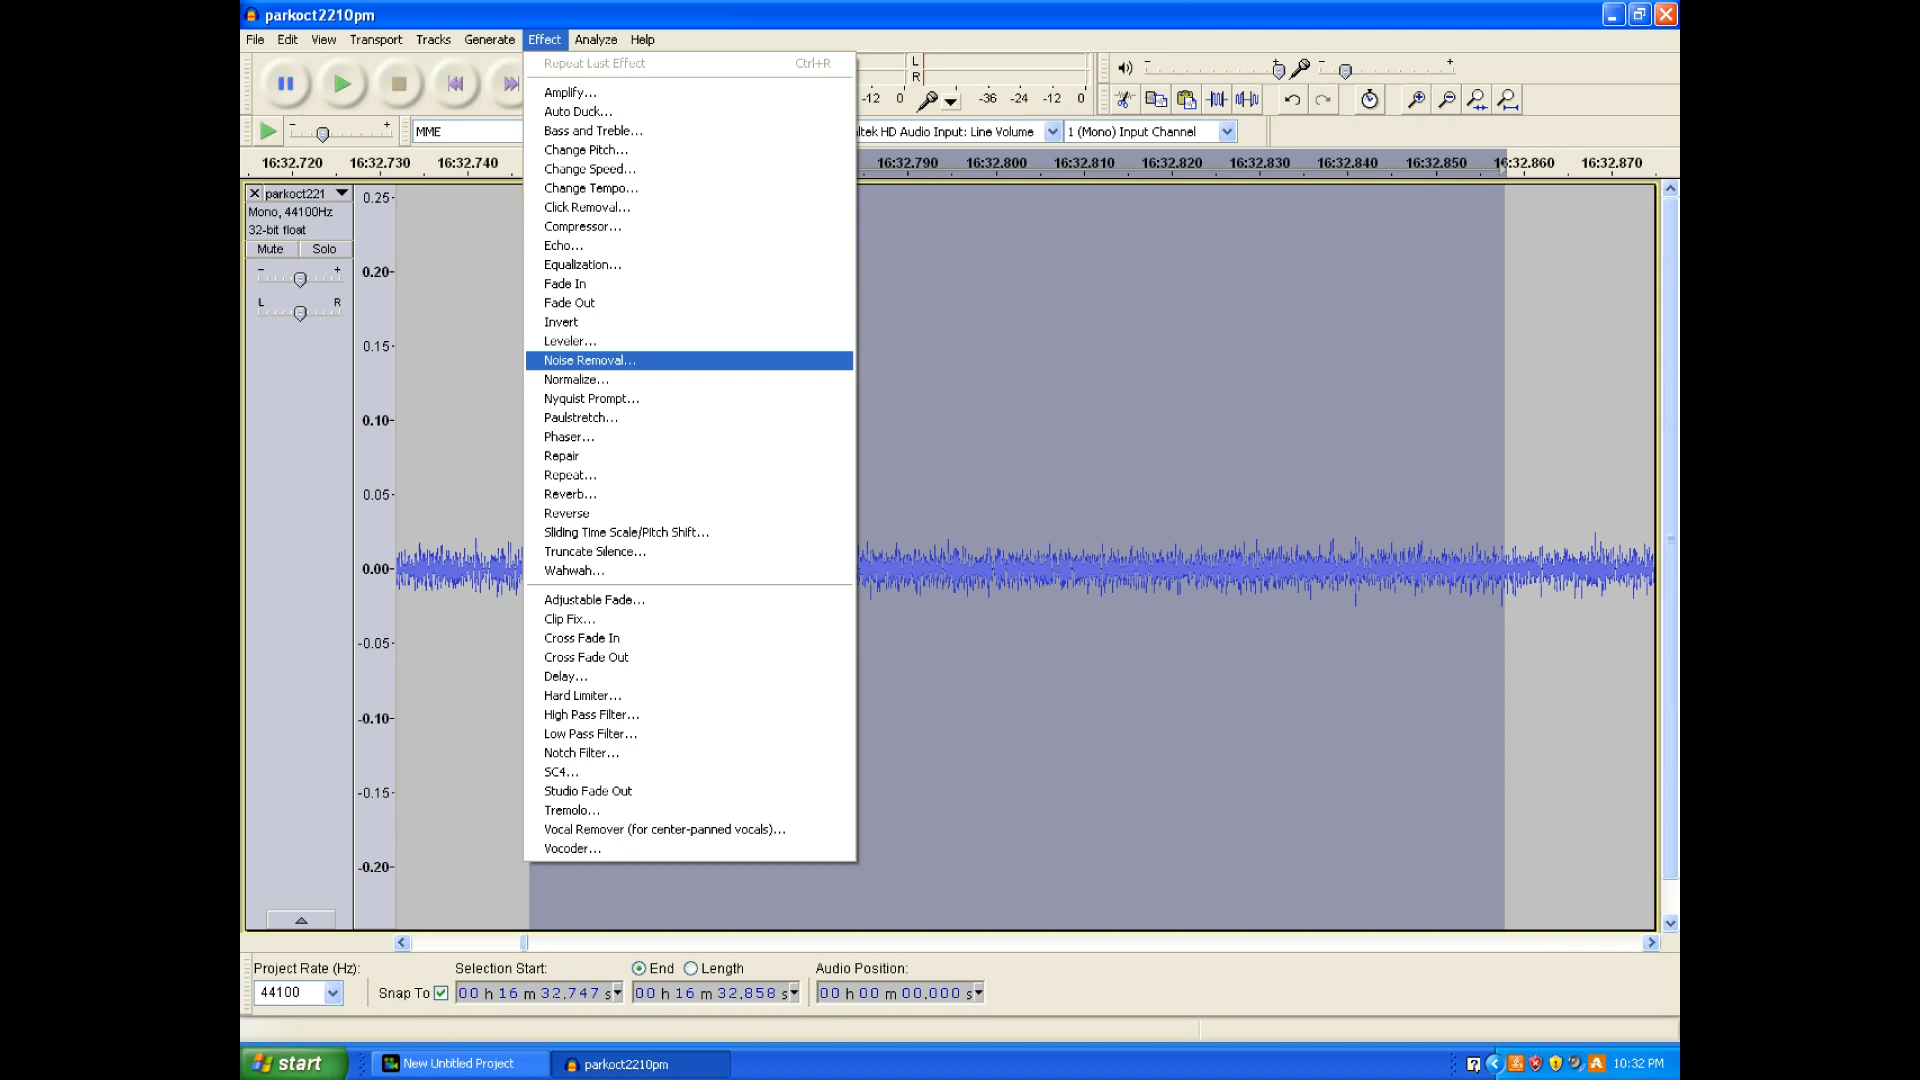 parkoct2210pm
File Edit View Transport Tracks Generate Effect Analyze Help
Repeat Last Effect Ctrl+R
Amplify...
Auto Duck...
Bass and Treble...
Change Pitch...
Change Speed...
Change Tempo...
Click Removal...
Compressor...
Echo...
Equalization...
Fade In
Fade Out
Invert
Leveler...
Noise Removal...
Normalize...
Nyquist Prompt...
Paulstretch...
Phaser...
Repair
Repeat...
Reverb...
Reverse
Sliding Time Scale/Pitch Shift...
Truncate Silence...
Wahwah...
Adjustable Fade...
Clip Fix...
Cross Fade In
Cross Fade Out
Delay...
Hard Limiter...
High Pass Filter...
Low Pass Filter...
Notch Filter...
SC4...
Studio Fade Out
Tremolo...
Vocal Remover (for center-panned vocals)...
Vocoder...
L
R
-12 0 -36 -24 -12 0
MME
ltek HD Audio Input: Line Volume 1 (Mono) Input Channel
16:32.720 16:32.730 16:32.740 16:32.790 16:32.800 16:32.810 16:32.820 16:32.830 16:32.840 16:32.850 16:32.860 16:32.870
parkoct221
Mono, 44100Hz
32-bit float
Mute Solo
- +
L R
0.25
0.20
0.15
0.10
0.05
0.00
-0.05
-0.10
-0.15
-0.20
Project Rate (Hz): Selection Start: End Length Audio Position:
44100 Snap To 00 h 16 m 32.747 s 00 h 16 m 32.858 s 00 h 00 m 00.000 s
start New Untitled Project parkoct2210pm 10:32 PM